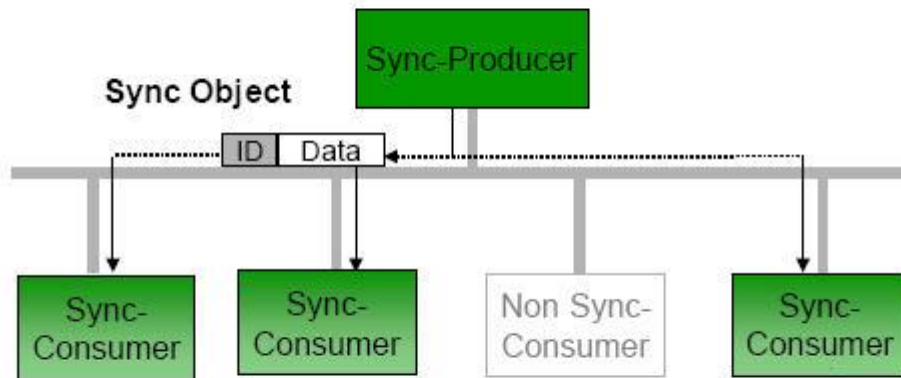 Sync-Producer
Sync Object
ID
Data
Sync-
Consumer
Sync-
Consumer
Non Sync-
Consumer
Sync-
Consumer